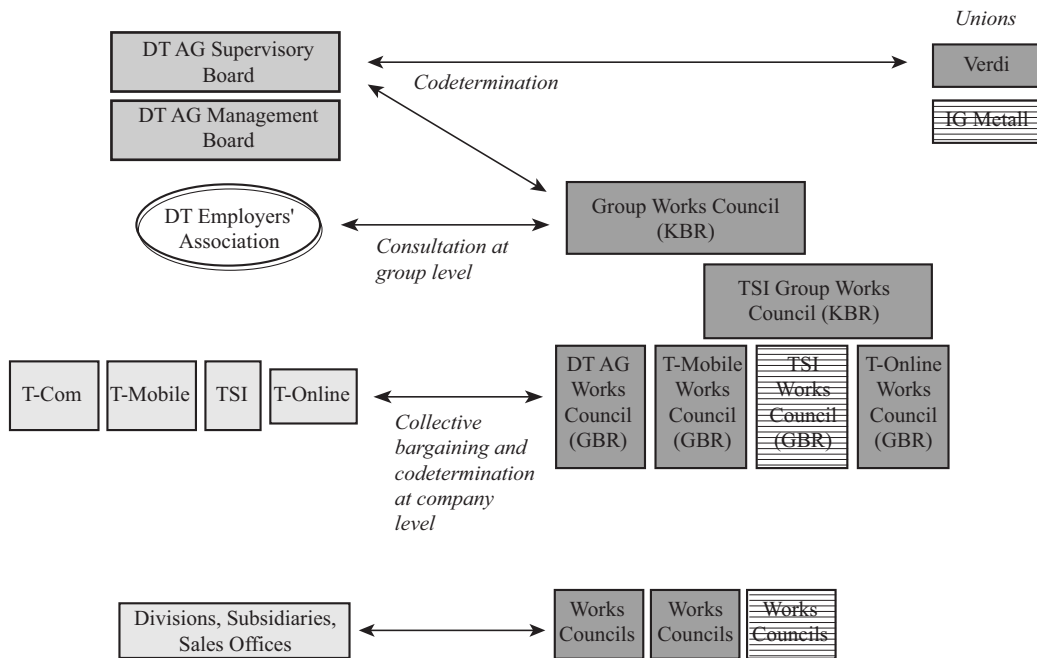 Unions
DT AG Supervisory
Board
Codetermination
Verdi
DT AG Management
Board
IG Metall
DT Employers'
Association
Consultation at
group level
Group Works Council
(KBR)
TSI Group Works
Council (KBR)
T-Com
T-Mobile
TSI
T-Online
Collective
bargaining and
codetermination
at company
level
DT AG
Works
Council
(GBR)
T-Mobile
Works
Council
(GBR)
TSI
Works
Council
(GBR)
T-Online
Works
Council
(GBR)
Divisions, Subsidiaries,
Sales Offices
Works
Councils
Works
Councils
Works
Councils